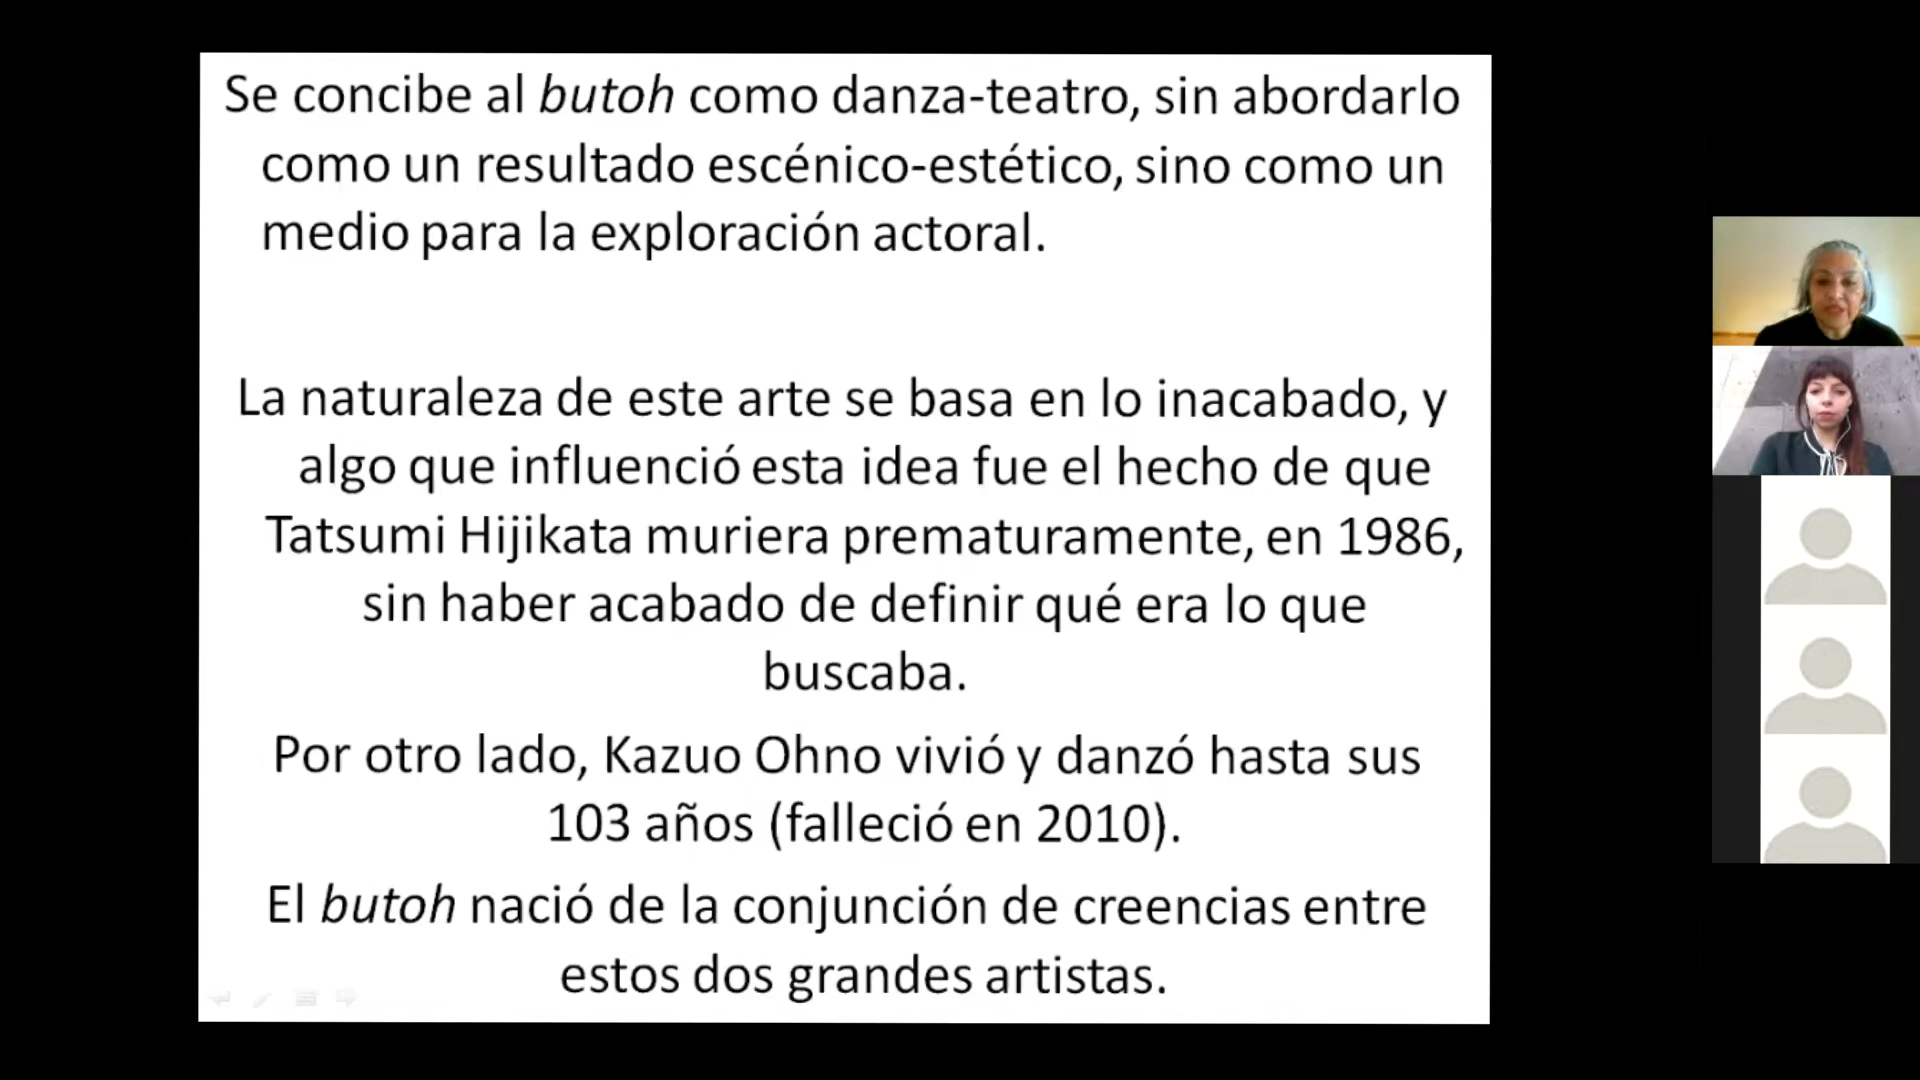 Se concibe al butoh como danza-teatro, sin abordarlo
como un resultado escénico-estético, sino como un
medio para la exploración actoral.
La naturaleza de este arte se basa en lo inacabado, y
algo que influenció esta idea fue el hecho de que
Tatsumi Hijikata muriera prematuramente, en 1986,
sin haber acabado de definir qué era lo que
buscaba.
Por otro lado, Kazuo Ohno vivió y danzó hasta sus
103 años (falleció en 2010).
El butoh nació de la conjunción de creencias entre
estos dos grandes artistas.